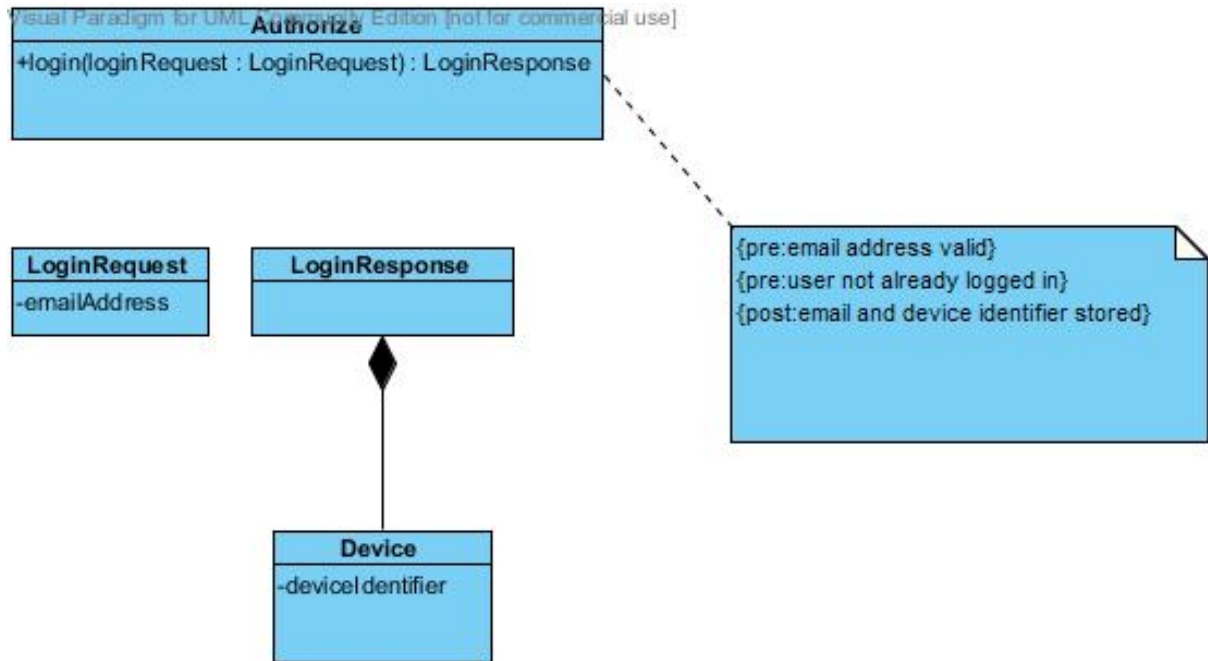 Visual Paradigm for UML Community Edition [not for commercial use]
Authorize
+login(loginRequest : LoginRequest) : LoginResponse
{pre:email address valid}
{pre:user not already logged in}
{post:email and device identifier stored}
LoginRequest
-emailAddress
LoginResponse
Device
-deviceIdentifier